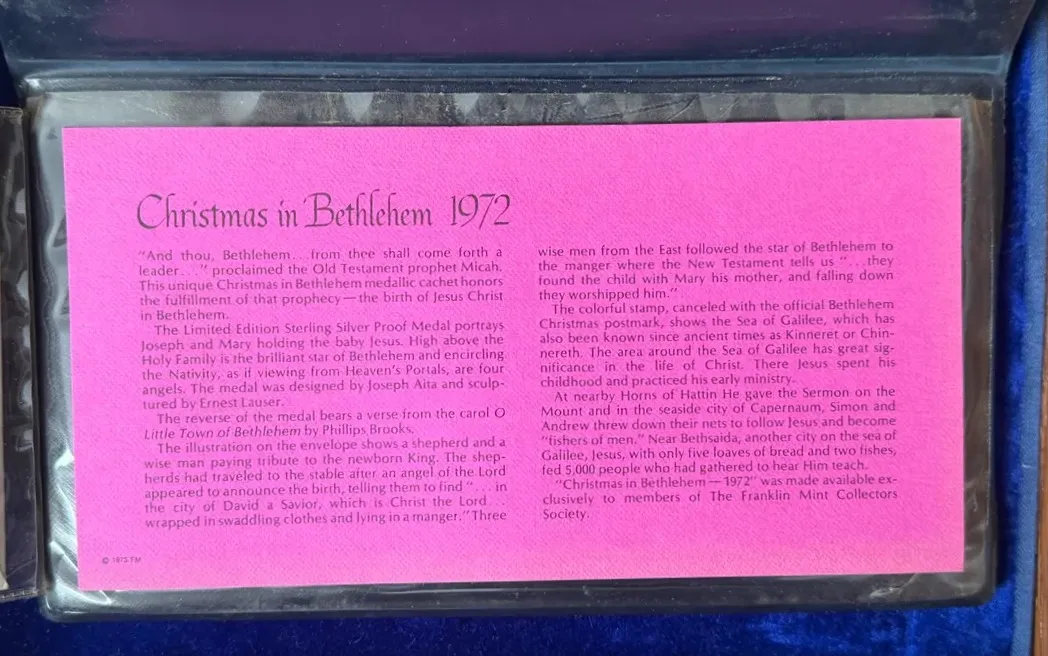 Christmas in Bethlehem 1972
"And thou, Bethlehem...from thee shall come forth a
leader..." proclaimed the Old Testament prophet Micah.
This unique Christmas in Bethlehem medallic cachet honors
the fulfillment of that prophecy — the birth of Jesus Christ
in Bethlehem.
The Limited Edition Sterling Silver Proof Medal portrays
Joseph and Mary holding the baby Jesus. High above the
Holy Family is the brilliant star of Bethlehem and encircling
the Nativity, as if viewing from Heaven's Portals, are four
angels. The medal was designed by Joseph Aita and sculp-
tured by Ernest Lauser.
The reverse of the medal bears a verse from the carol O
Little Town of Bethlehem by Phillips Brooks.
The illustration on the envelope shows a shepherd and a
wise man paying tribute to the newborn King. The shep-
herds had traveled to the stable after an angel of the Lord
appeared to announce the birth, telling them to find "...in
the city of David a Savior, which is Christ the Lord...
wrapped in swaddling clothes and lying in a manger." Three
wise men from the East followed the star of Bethlehem to
the manger where the New Testament tells us "...they
found the child with Mary his mother, and falling down
they worshipped him."
The colorful stamp, canceled with the official Bethlehem
Christmas postmark, shows the Sea of Galilee, which has
also been known since ancient times as Kinneret or Chin-
nereth. The area around the Sea of Galilee has great sig-
nificance in the life of Christ. There Jesus spent his
childhood and practiced his early ministry.
At nearby Horns of Hattin He gave the Sermon on the
Mount and in the seaside city of Capernaum, Simon and
Andrew threw down their nets to follow Jesus and become
"fishers of men." Near Bethsaida, another city on the sea of
Galilee, Jesus, with only five loaves of bread and two fishes,
fed 5,000 people who had gathered to hear Him teach.
"Christmas in Bethlehem — 1972" was made available ex-
clusively to members of The Franklin Mint Collectors
Society.